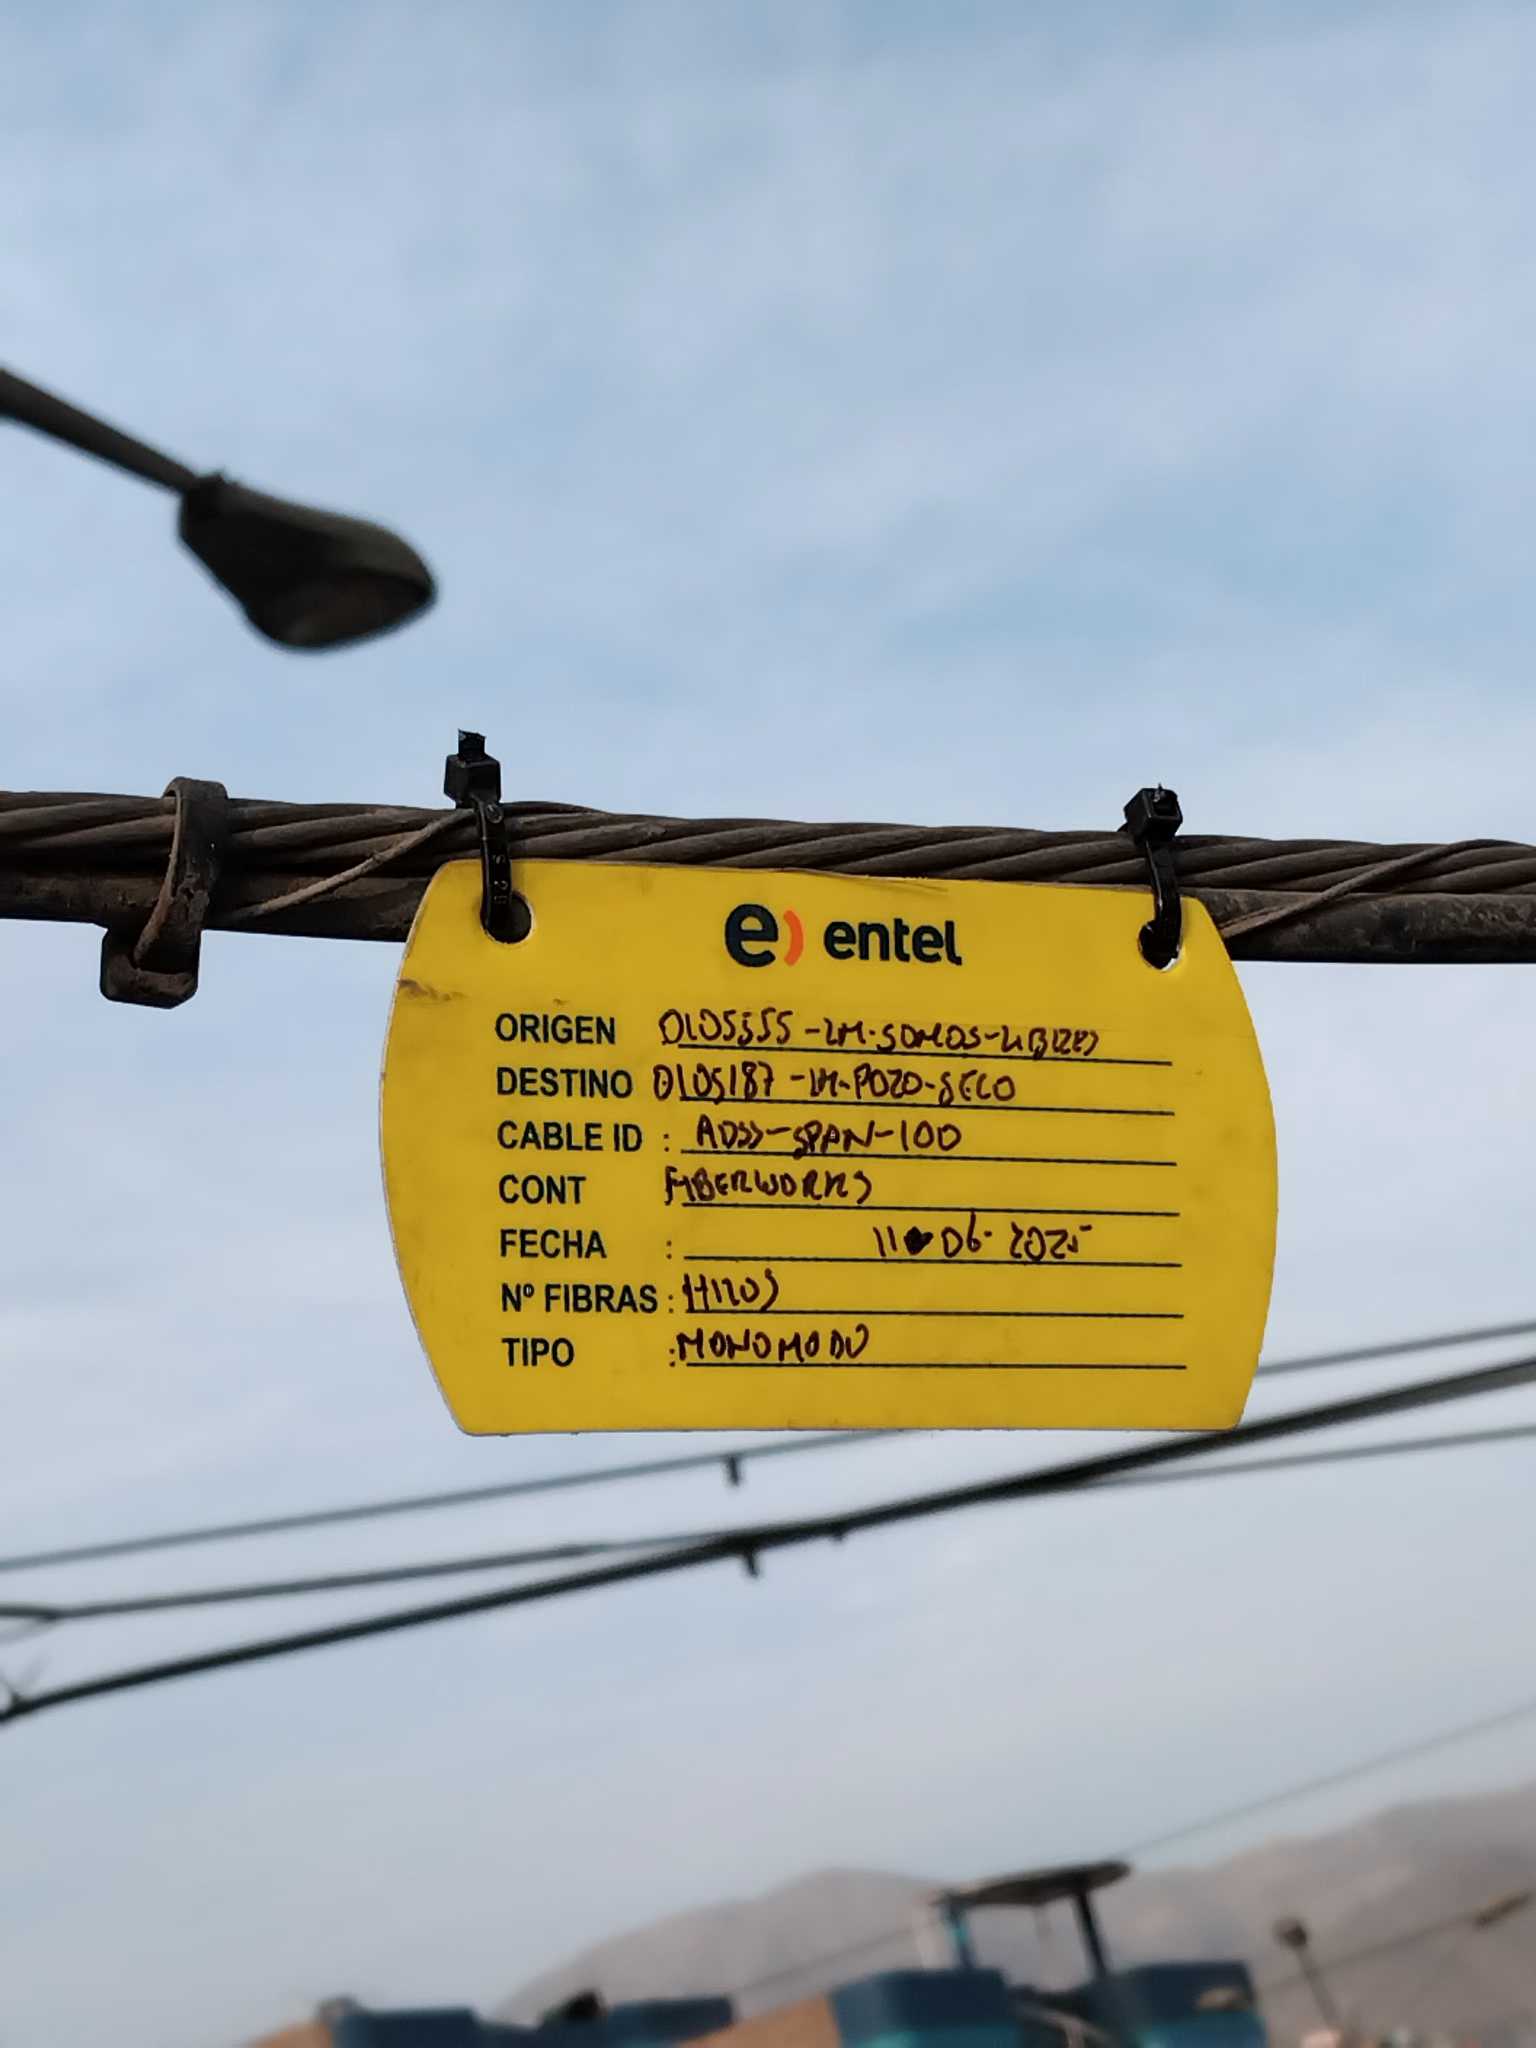 e) entel
ORIGEN 0105555-LM-SOMOS-LIBRES
DESTINO 0105187-LM-POZO-SECO
CABLE ID : ADSS-SPAN-100
CONT FIBERWORKS
FECHA : 11 06-2025
Nº FIBRAS :
TIPO : MONOMODO